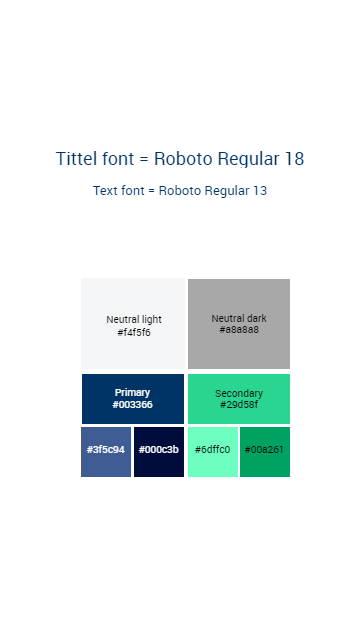 Tittel font = Roboto Regular 18
Text font = Roboto Regular 13
Neutral light
#f4f5f6
Neutral dark
#a8a8a8
Primary
#003366
Secondary
#29d58f
#3f5c94
#000c3b
#6dffc0
#00a261